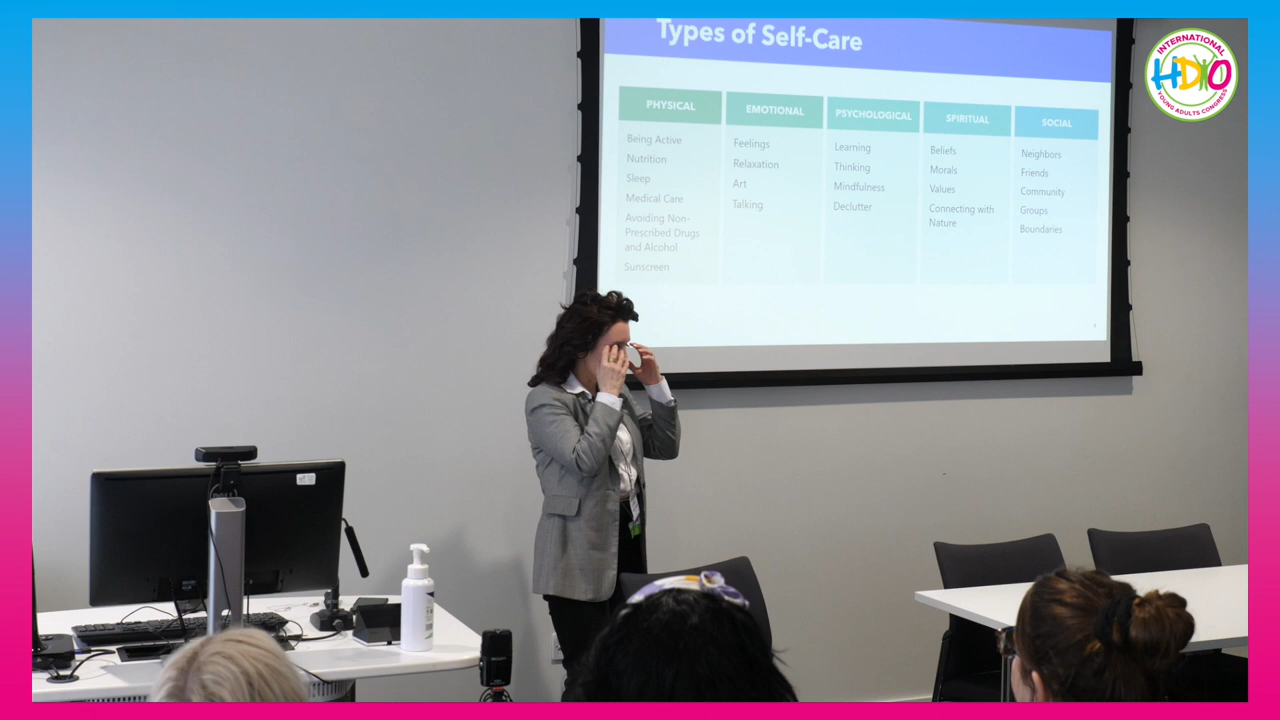 Types of Self-Care
PHYSICAL
Being Active
Nutrition
Sleep
Medical Care
Avoiding Non-
Prescribed Drugs
and Alcohol
Sunscreen
EMOTIONAL
Feelings
Relaxation
Art
Talking
PSYCHOLOGICAL
Learning
Thinking
Mindfulness
Declutter
SPIRITUAL
Beliefs
Morals
Values
Connecting with
Nature
SOCIAL
Neighbors
Friends
Community
Groups
Boundaries
INTERNATIONAL
HDYO
YOUNG ADULTS CONGRESS